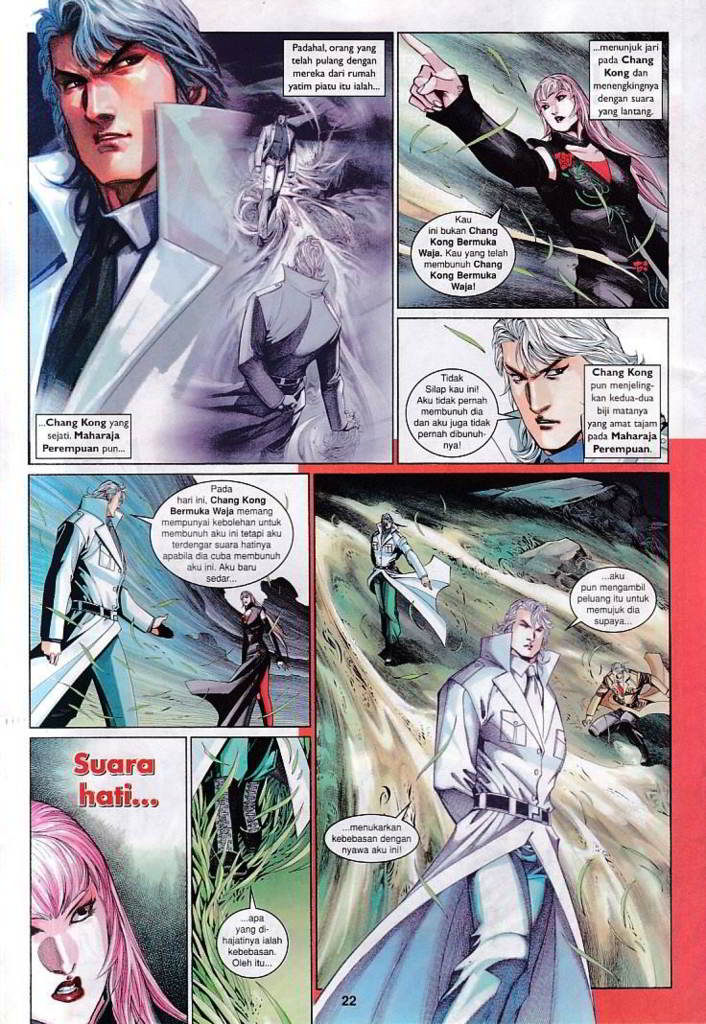 Padahal, orang yang
telah pulang dengan
mereka dari rumah
yatim piatu itu ialah...
...Chang Kong yang
sejati. Maharaja
Perempuan pun...
...menunjuk jari
pada Chang
Kong dan
menengkingnya
dengan suara
yang lantang.
Kau
ini bukan Chang
Kong Bermuka
Waja. Kau yang telah
membunuh Chang
Kong Bermuka
Waja!
Tidak
Silap kau ini!
Aku tidak pernah
membunuh dia dan
aku juga tidak
pernah dibunuh-
nya!
Chang Kong
pun menjeling-
kan kedua-dua
biji matanya
yang amat tajam
pada Maharaja
Perempuan.
Pada
hari ini, Chang Kong
Bermuka Waja memang
mempunyai kebolehan untuk
membunuh aku ini tetapi aku
terdengar suara hatinya
apabila dia cuba membunuh
aku ini. Aku baru
sedar...
Suara
hati...
...apa
yang di-
hajatinya ialah
kebebasan.
Oleh itu...
...aku
pun mengambil
peluang itu untuk
memujuk dia
supaya...
...menukarkan
kebebasan dengan
nyawa aku ini!
22